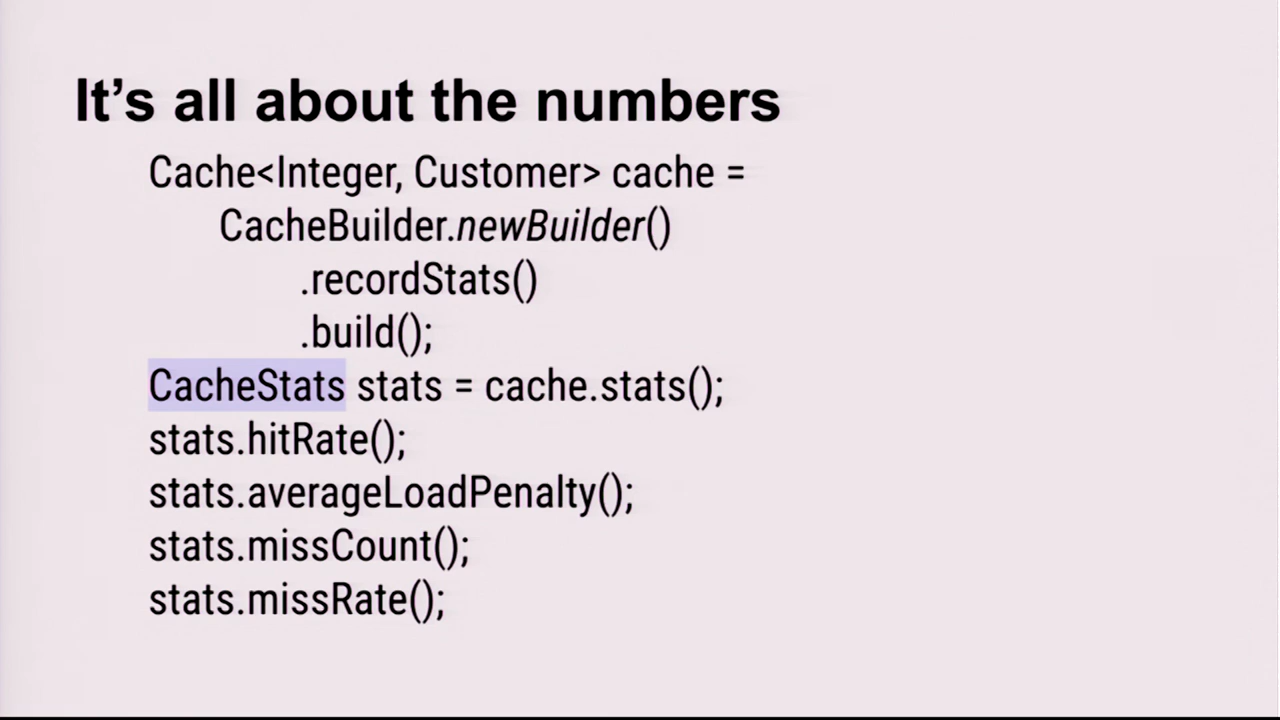 It's all about the numbers
Cache<Integer, Customer> cache =
CacheBuilder.newBuilder()
.recordStats()
.build();
CacheStats stats = cache.stats();
stats.hitRate();
stats.averageLoadPenalty();
stats.missCount();
stats.missRate();